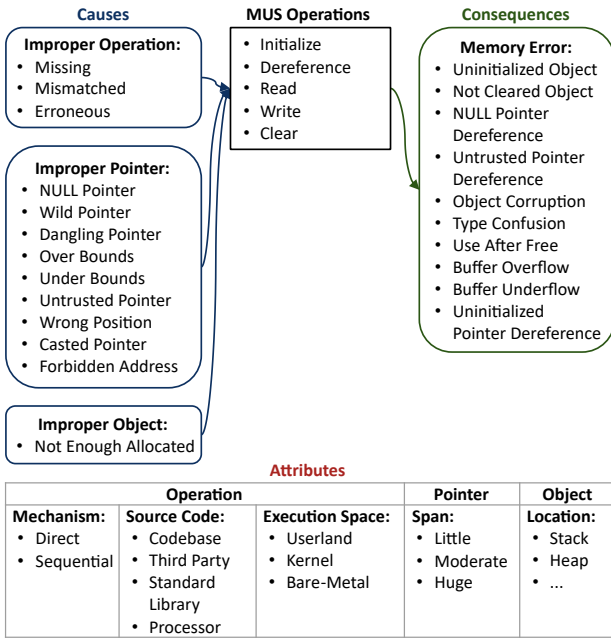 Causes
Improper Operation:
• Missing
• Mismatched
• Erroneous
Improper Pointer:
• NULL Pointer
• Wild Pointer
• Dangling Pointer
• Over Bounds
• Under Bounds
• Untrusted Pointer
• Wrong Position
• Casted Pointer
• Forbidden Address
Improper Object:
• Not Enough Allocated
MUS Operations
• Initialize
• Dereference
• Read
• Write
• Clear
Consequences
Memory Error:
• Uninitialized Object
• Not Cleared Object
• NULL Pointer
Dereference
• Untrusted Pointer
Dereference
• Object Corruption
• Type Confusion
• Use After Free
• Buffer Overflow
• Buffer Underflow
• Uninitialized
Pointer Dereference
Attributes
Operation
Pointer
Object
Mechanism:
• Direct
• Sequential
Source Code:
• Codebase
• Third Party
• Standard
Library
• Processor
Execution Space:
• Userland
• Kernel
• Bare-Metal
Span:
• Little
• Moderate
• Huge
Location:
• Stack
• Heap
• ...